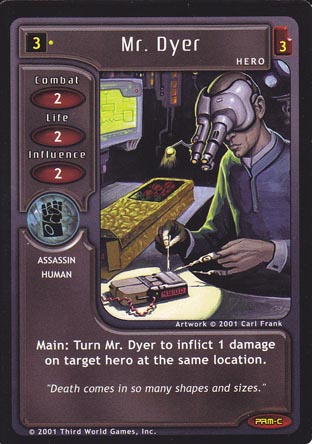 3
Mr. Dyer
3
HERO
Combat
2
Life
2
Influence
2
ASSASSIN
HUMAN
Artwork © 2001 Carl Frank
Main: Turn Mr. Dyer to inflict 1 damage
on target hero at the same location.
"Death comes in so many shapes and sizes."
© 2001 Third World Games, Inc.
PRM-C